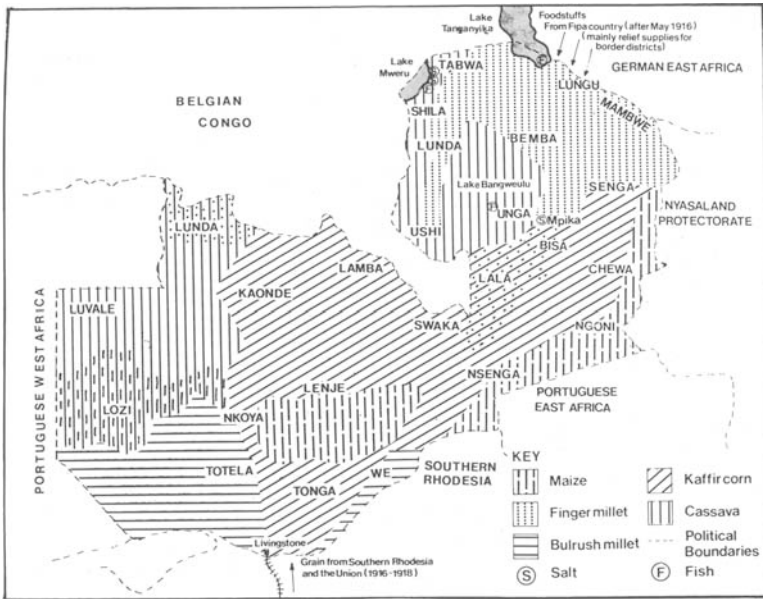 Lake
Tanganyika
Foodstuffs
From Fipa country (after May 1916)
(mainly relief supplies for
border districts)
Lake
Mweru
TABWA
F
GERMAN EAST AFRICA
LUNGU
BELGIAN
CONGO
S
F
MAMBWE
SHILA
LUNDA
BEMBA
Lake Bangweulu
SENGA
F
UNGA
S Mpika
NYASALAND
PROTECTORATE
LUNDA
USHI
BISA
LAMBA
LALA
CHEWA
KAONDE
LUVALE
SWAKA
NGONI
PORTUGUESE WEST AFRICA
LENJE
NSENGA
LOZI
NKOYA
PORTUGUESE
EAST AFRICA
TOTELA
WE
SOUTHERN
RHODESIA
TONGA
Livingstone
Grain from Southern Rhodesia
and the Union (1916-1918)
KEY
Maize
Kaffir corn
Finger millet
Cassava
Bulrush millet
Political
Boundaries
S Salt
F Fish